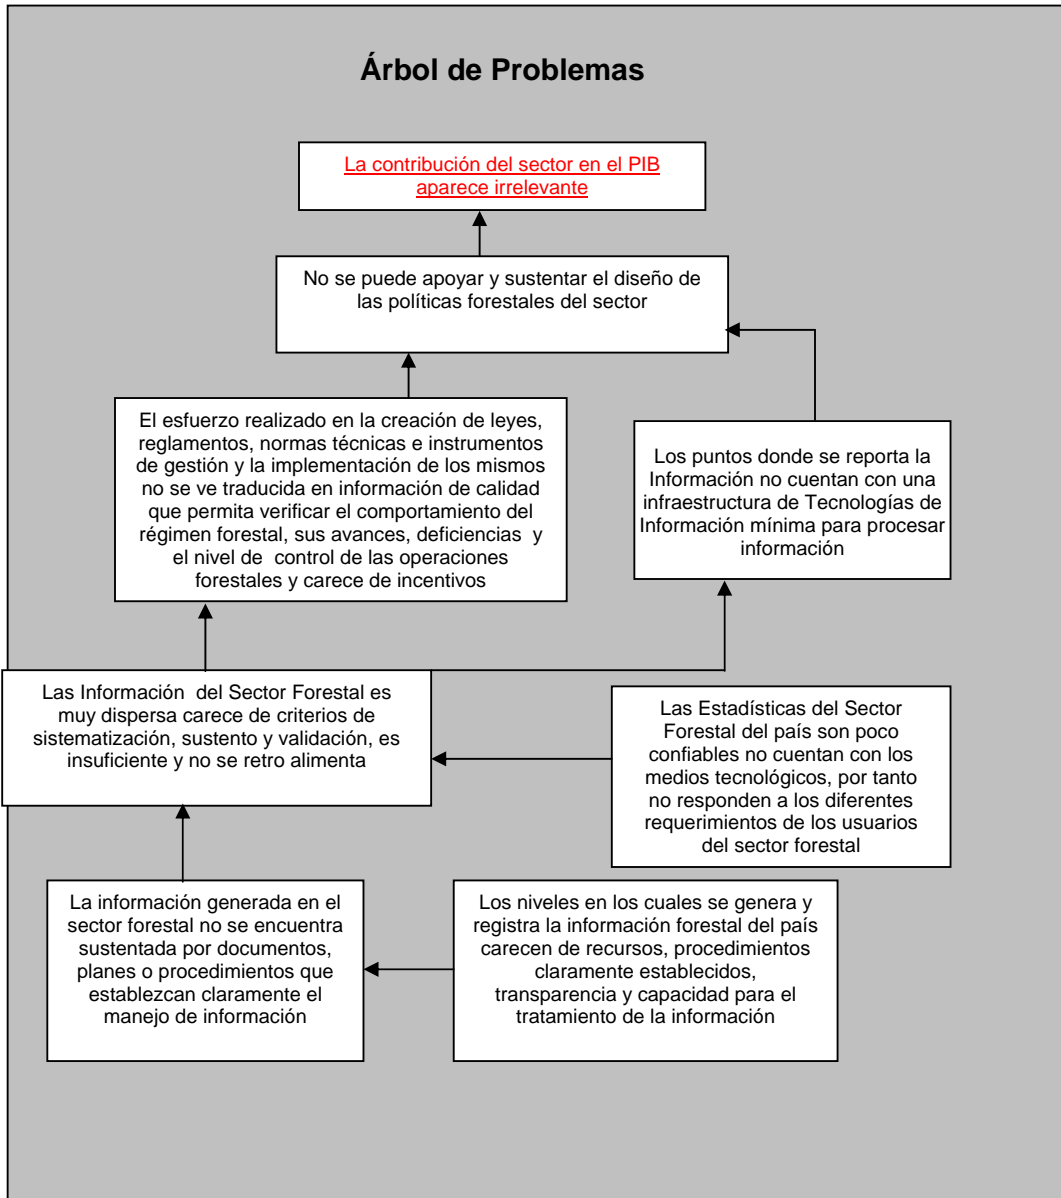 Árbol de Problemas
La contribución del sector en el PIB
aparece irrelevante
No se puede apoyar y sustentar el diseño de
las políticas forestales del sector
El esfuerzo realizado en la creación de leyes,
reglamentos, normas técnicas e instrumentos
de gestión y la implementación de los mismos
no se ve traducida en información de calidad
que permita verificar el comportamiento del
régimen forestal, sus avances, deficiencias y
el nivel de control de las operaciones
forestales y carece de incentivos
Los puntos donde se reporta la
Información no cuentan con una
infraestructura de Tecnologías de
Información mínima para procesar
información
Las Información del Sector Forestal es
muy dispersa carece de criterios de
sistematización, sustento y validación, es
insuficiente y no se retro alimenta
Las Estadísticas del Sector
Forestal del país son poco
confiables no cuentan con los
medios tecnológicos, por tanto
no responden a los diferentes
requerimientos de los usuarios
del sector forestal
La información generada en el
sector forestal no se encuentra
sustentada por documentos,
planes o procedimientos que
establezcan claramente el
manejo de información
Los niveles en los cuales se genera y
registra la información forestal del país
carecen de recursos, procedimientos
claramente establecidos,
transparencia y capacidad para el
tratamiento de la información